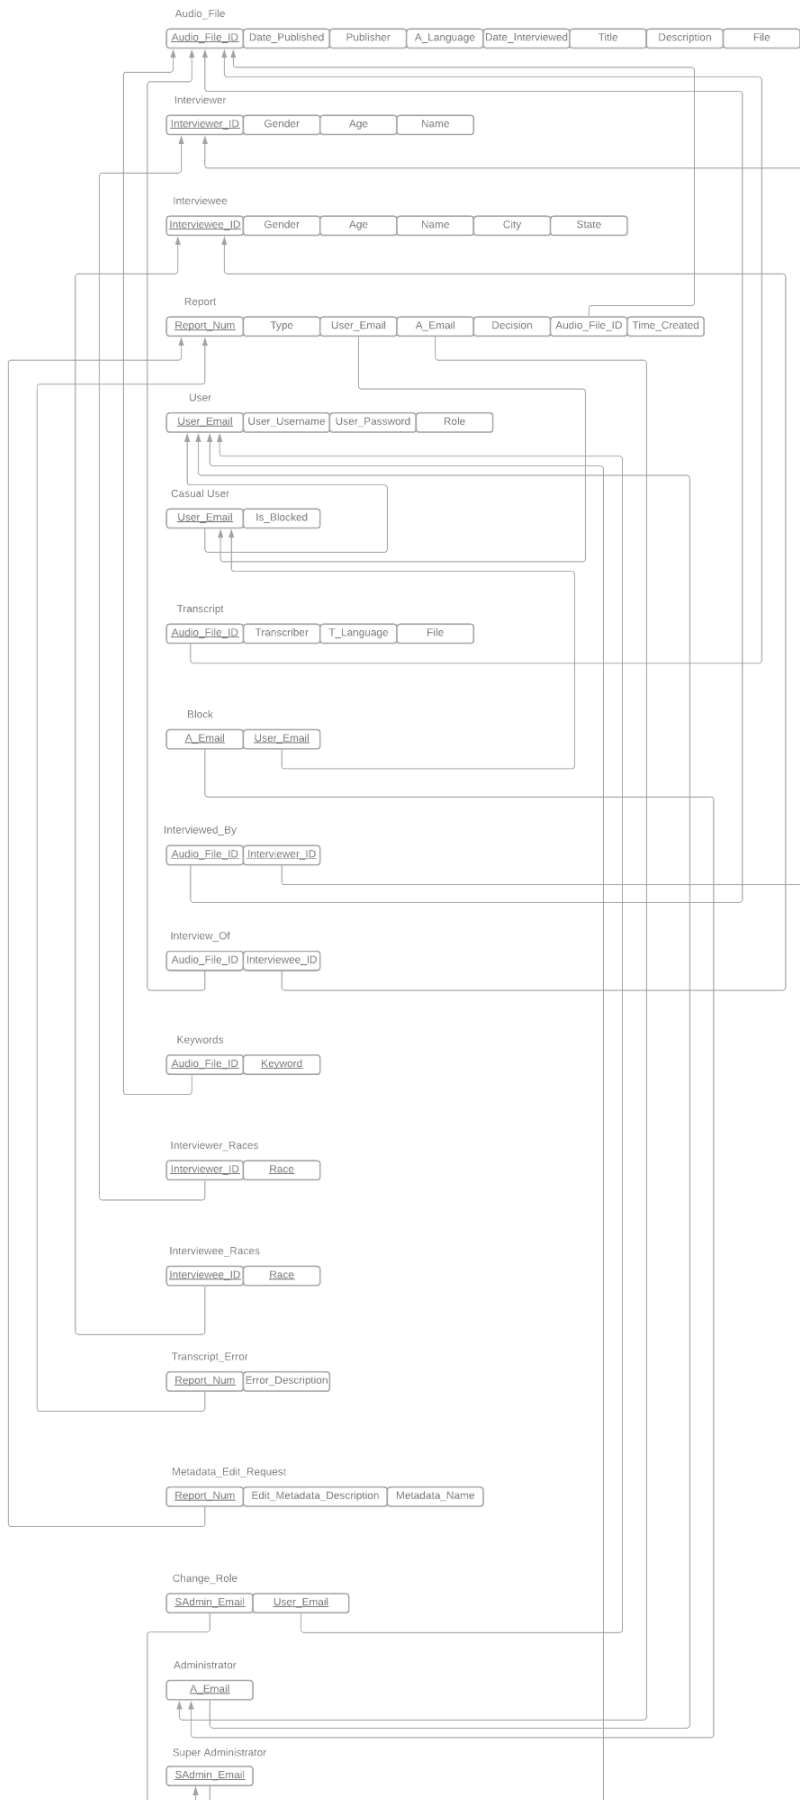 Audio_File
Audio_File_ID Date_Published Publisher A_Language Date_Interviewed Title Description File
Interviewer
Interviewer_ID Gender Age Name
Interviewee
Interviewee_ID Gender Age Name City State
Report
Report_Num Type User_Email A_Email Decision Audio_File_ID Time_Created
User
User_Email User_Username User_Password Role
Casual User
User_Email Is_Blocked
Transcript
Audio_File_ID Transcriber T_Language File
Block
A_Email User_Email
Interviewed_By
Audio_File_ID Interviewer_ID
Interview_Of
Audio_File_ID Interviewee_ID
Keywords
Audio_File_ID Keyword
Interviewer_Races
Interviewer_ID Race
Interviewee_Races
Interviewee_ID Race
Transcript_Error
Report_Num Error_Description
Metadata_Edit_Request
Report_Num Edit_Metadata_Description Metadata_Name
Change_Role
SAdmin_Email User_Email
Administrator
A_Email
Super Administrator
SAdmin_Email